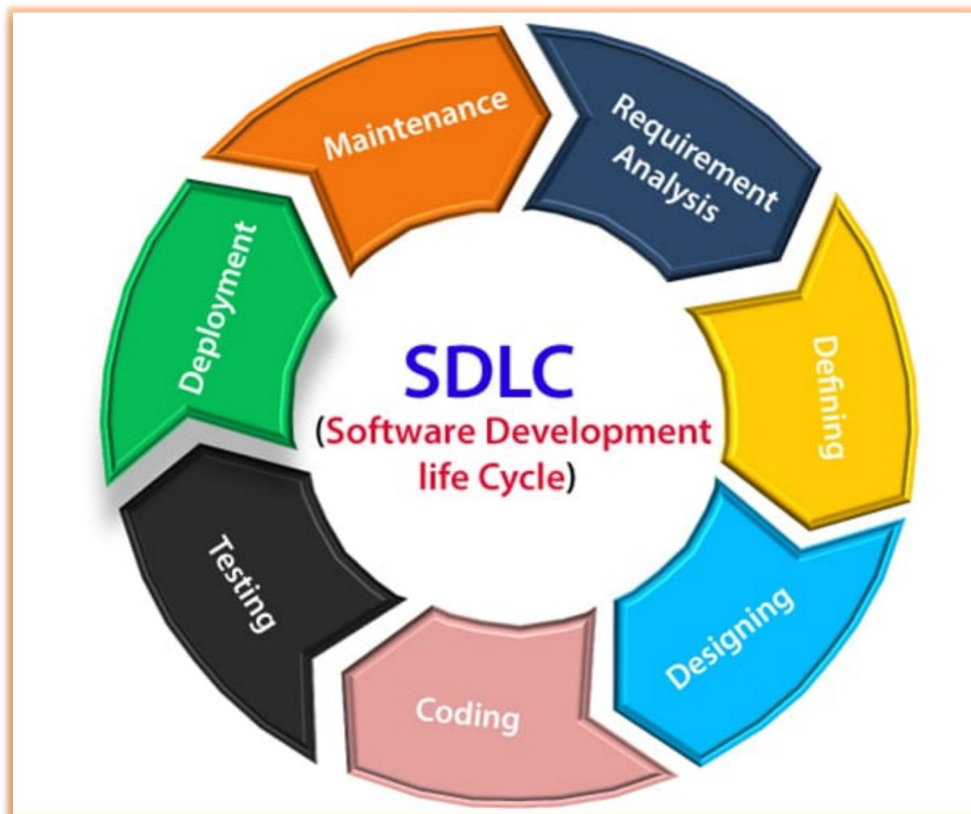 SDLC
(Software Development
life Cycle)
Requirement
Analysis
Defining
Designing
Coding
Testing
Deployment
Maintenance